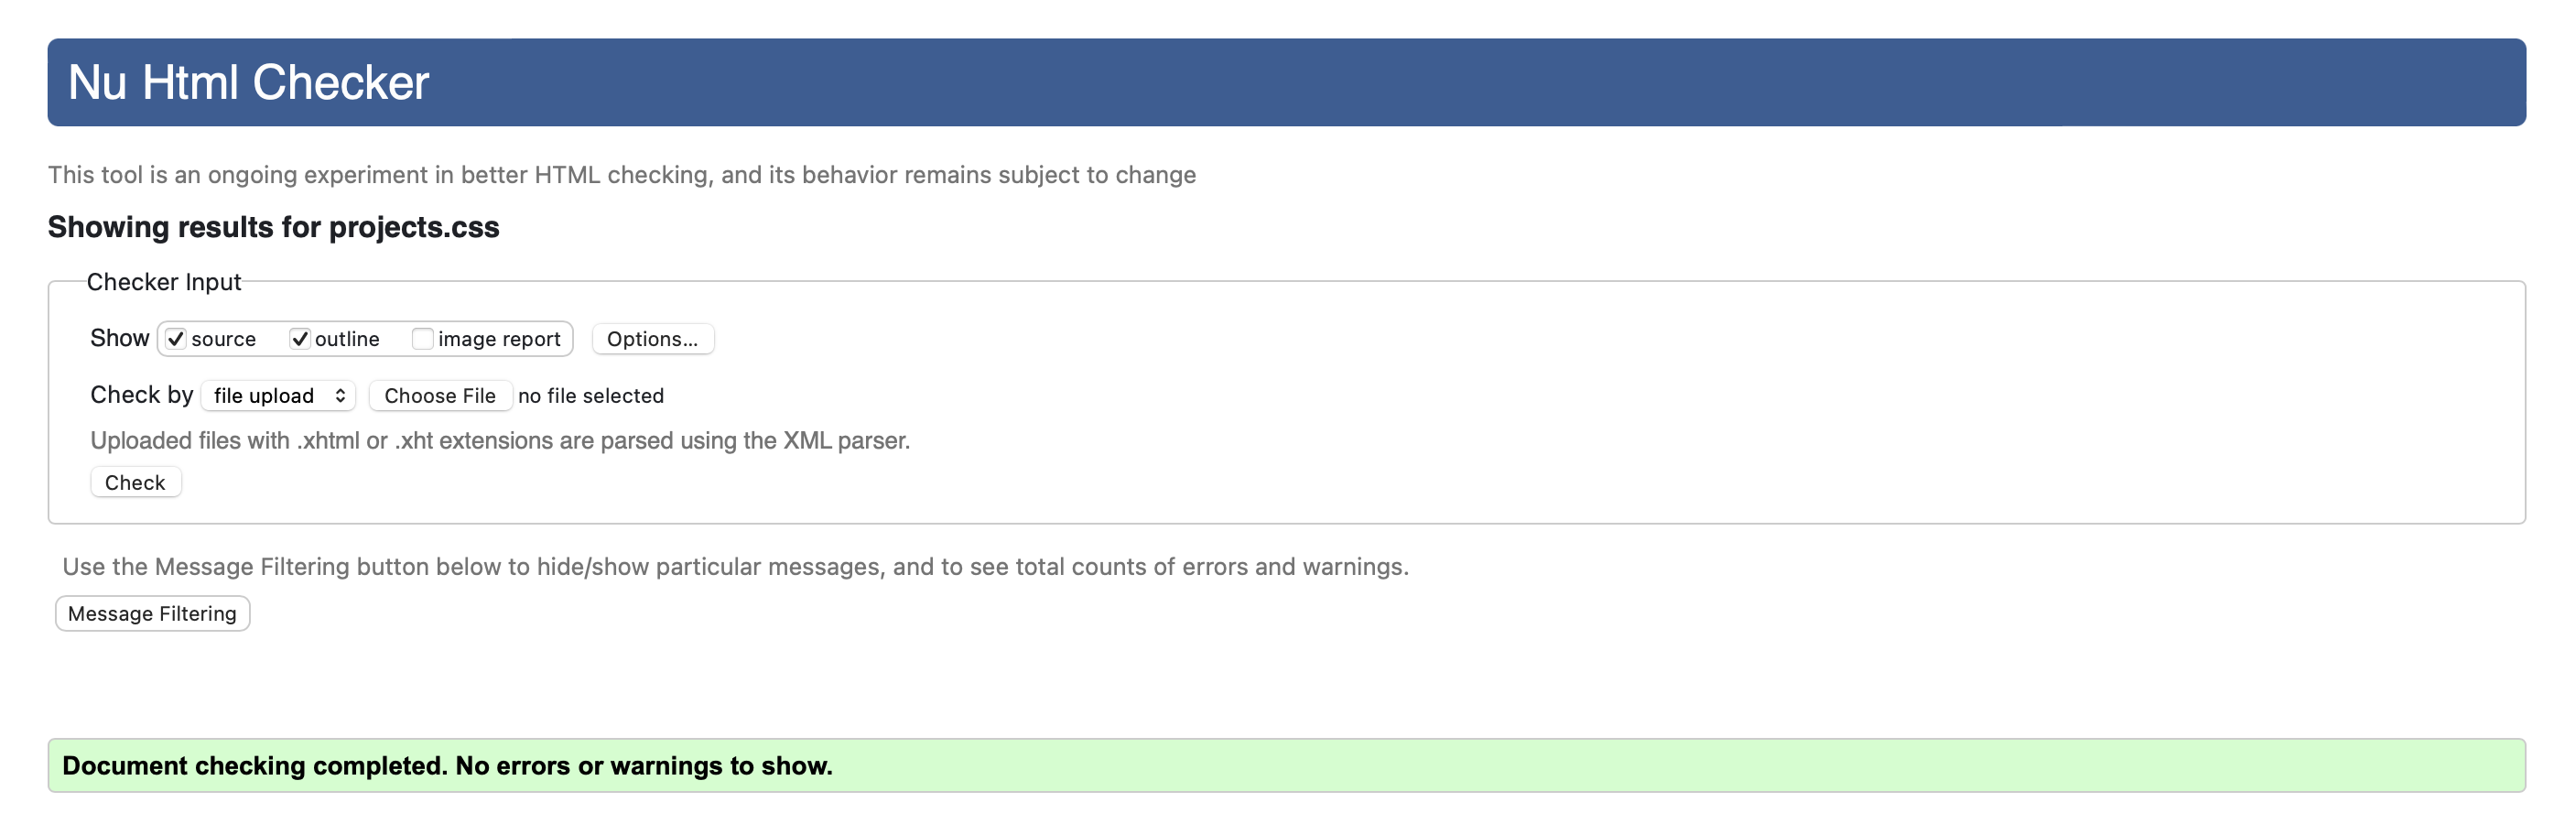 Nu Html Checker
This tool is an ongoing experiment in better HTML checking, and its behavior remains subject to change
Showing results for projects.css
Checker Input
Show source outline image report Options...
Check by file upload Choose File no file selected
Uploaded files with .xhtml or .xht extensions are parsed using the XML parser.
Check
Use the Message Filtering button below to hide/show particular messages, and to see total counts of errors and warnings.
Message Filtering
Document checking completed. No errors or warnings to show.